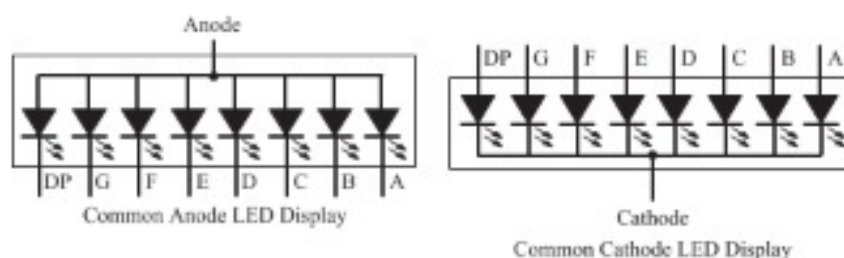 Anode
DP G F E D C B A
Common Anode LED Display
DP G F E D C B A
Cathode
Common Cathode LED Display